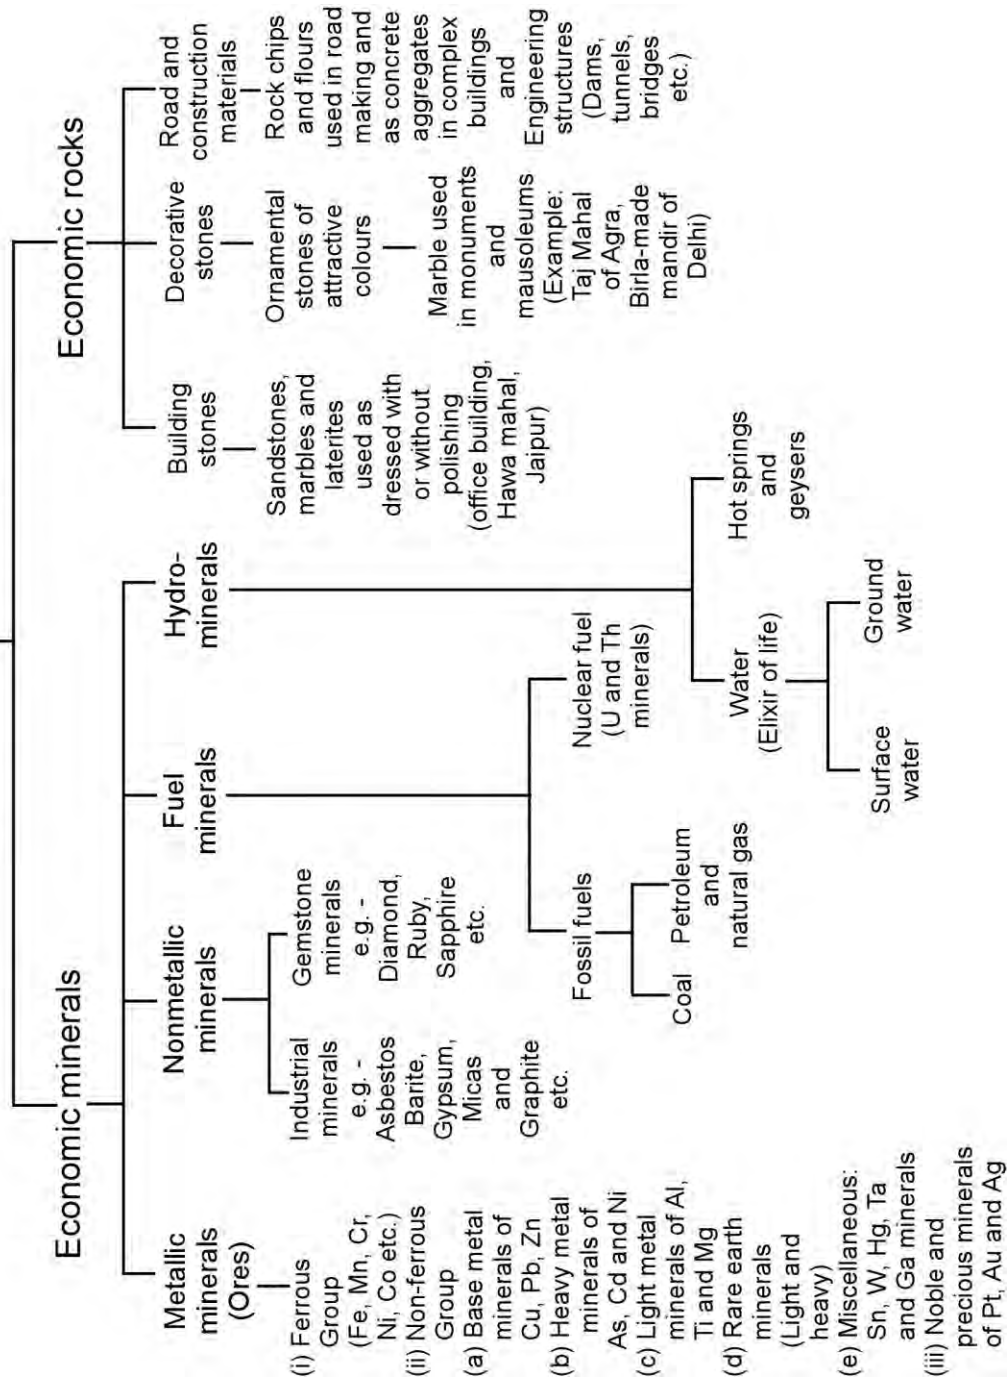 Economic minerals
Metallic
minerals
(Ores)
(i) Ferrous
Group
(Fe, Mn, Cr,
Ni, Co etc.)
(ii) Non-ferrous
Group
(a) Base metal
minerals of
Cu, Pb, Zn
(b) Heavy metal
minerals of
As, Cd and Ni
(c) Light metal
minerals of Al,
Ti and Mg
(d) Rare earth
minerals
(Light and
heavy)
(e) Miscellaneous:
Sn, W, Hg, Ta
and Ga minerals
(iii) Noble and
precious minerals
of Pt, Au and Ag
Nonmetallic
minerals
Industrial
minerals
e.g. -
Asbestos
Barite,
Gypsum,
Micas
and
Graphite
etc.
Gemstone
minerals
e.g. -
Diamond,
Ruby,
Sapphire
etc.
Fuel
minerals
Fossil fuels
Coal
Petroleum
and
natural gas
Nuclear fuel
(U and Th
minerals)
Hydro-
minerals
Water
(Elixir of life)
Surface
water
Ground
water
Hot springs
and
geysers
Economic rocks
Building
stones
Sandstones,
marbles and
laterites
used as
dressed with
or without
polishing
(office building,
Hawa mahal,
Jaipur)
Decorative
stones
Ornamental
stones of
attractive
colours
Marble used
in monuments
and
mausoleums
(Example:
Taj Mahal
of Agra,
Birla-made
mandir of
Delhi)
Road and
construction
materials
Rock chips
and flours
used in road
making and
as concrete
aggregates
in complex
buildings
and
Engineering
structures
(Dams,
tunnels,
bridges
etc.)